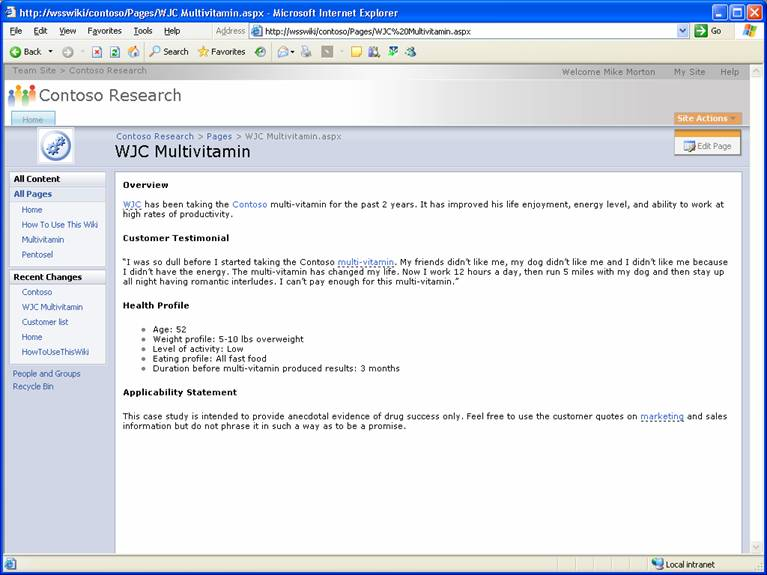 http://wsswiki/contoso/Pages/WJC Multivitamin.aspx - Microsoft Internet Explorer
File Edit View Favorites Tools Help Address http://wsswiki/contoso/Pages/WJC%20Multivitamin.aspx Go
Back Search Favorites
Team Site > Contoso Research Welcome Mike Morton My Site Help
Contoso Research
Home Site Actions
Contoso Research > Pages > WJC Multivitamin.aspx
WJC Multivitamin
Edit Page
All Content
All Pages
Home
How To Use This Wiki
Multivitamin
Pentosel
Recent Changes
Contoso
WJC Multivitamin
Customer list
Home
HowToUseThisWiki
People and Groups
Recycle Bin
Overview
WJC has been taking the Contoso multi-vitamin for the past 2 years. It has improved his life enjoyment, energy level, and ability to work at
high rates of productivity.
Customer Testimonial
“I was so dull before I started taking the Contoso multi-vitamin. My friends didn’t like me, my dog didn’t like me and I didn’t like me because
I didn’t have the energy. The multi-vitamin has changed my life. Now I work 12 hours a day, then run 5 miles with my dog and then stay up
all night having romantic interludes. I can’t pay enough for this multi-vitamin.”
Health Profile
Age: 52
Weight profile: 5-10 lbs overweight
Level of activity: Low
Eating profile: All fast food
Duration before multi-vitamin produced results: 3 months
Applicability Statement
This case study is intended to provide anecdotal evidence of drug success only. Feel free to use the customer quotes on marketing and sales
information but do not phrase it in such a way as to be a promise.
Local intranet